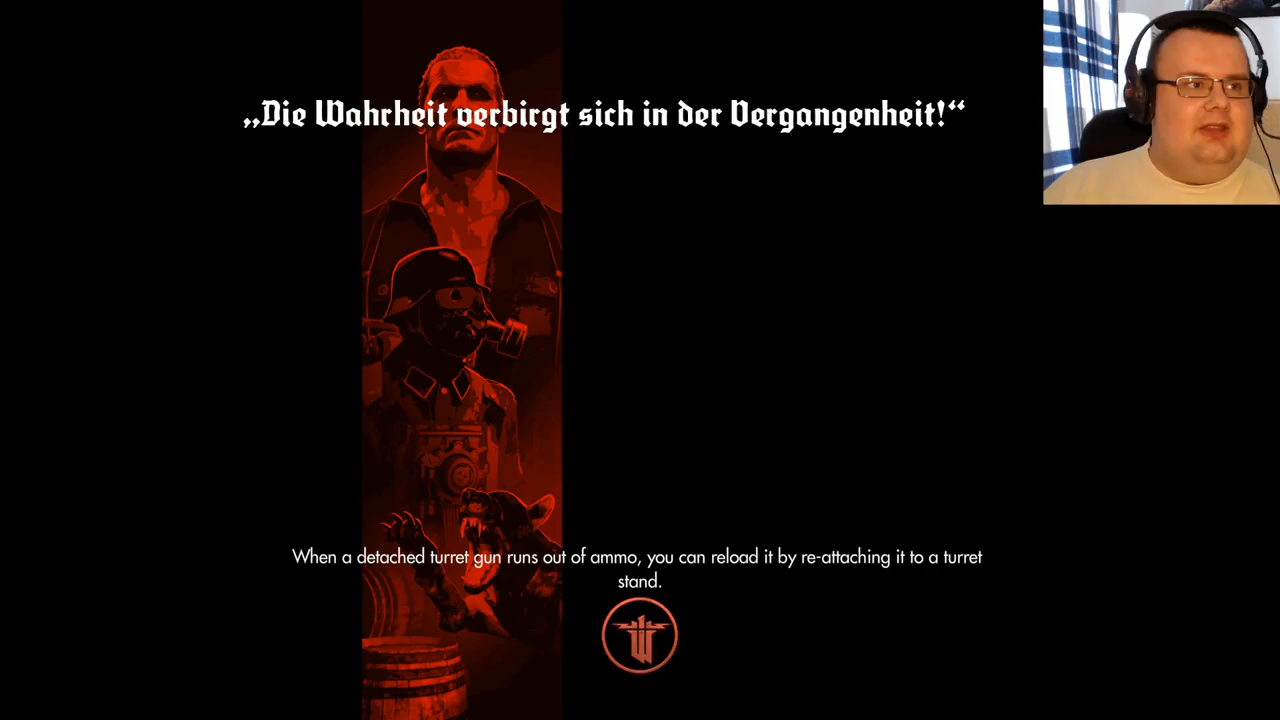 „Die Wahrheit verbirgt sich in der Vergangenheit!“
When a detached turret gun runs out of ammo, you can reload it by re-attaching it to a turret
stand.